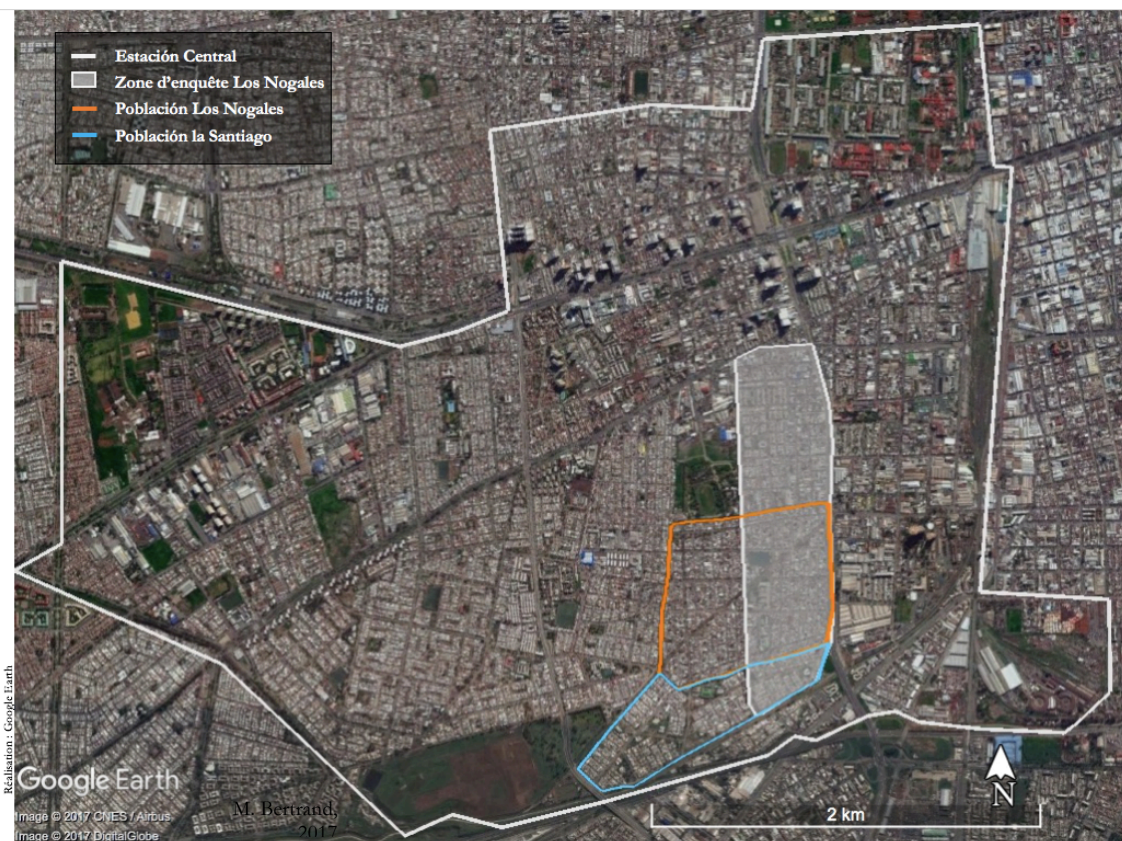 Estación Central
Zone d'enquête Los Nogales
Población Los Nogales
Población la Santiago
Réalisation : Google Earth
Google Earth
M. Bertrand,
2017
Image © 2017 CNES / Airbus
Image © 2017 DigitalGlobe
N
2 km